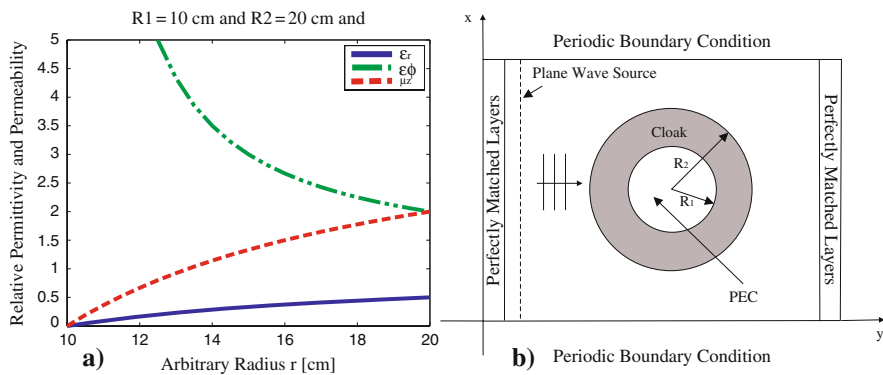 R1=10 cm and R2=20 cm and
Relative Permittivity and Permeability
5
4.5
4
3.5
3
2.5
2
1.5
1
0.5
0
10
12
14
16
18
20
εr
εϕ
μz
a)
Arbitrary Radius r [cm]
x
Periodic Boundary Condition
Plane Wave Source
Perfectly Matched Layers
Cloak
R2
R1
PEC
Perfectly Matched Layers
y
b)
Periodic Boundary Condition